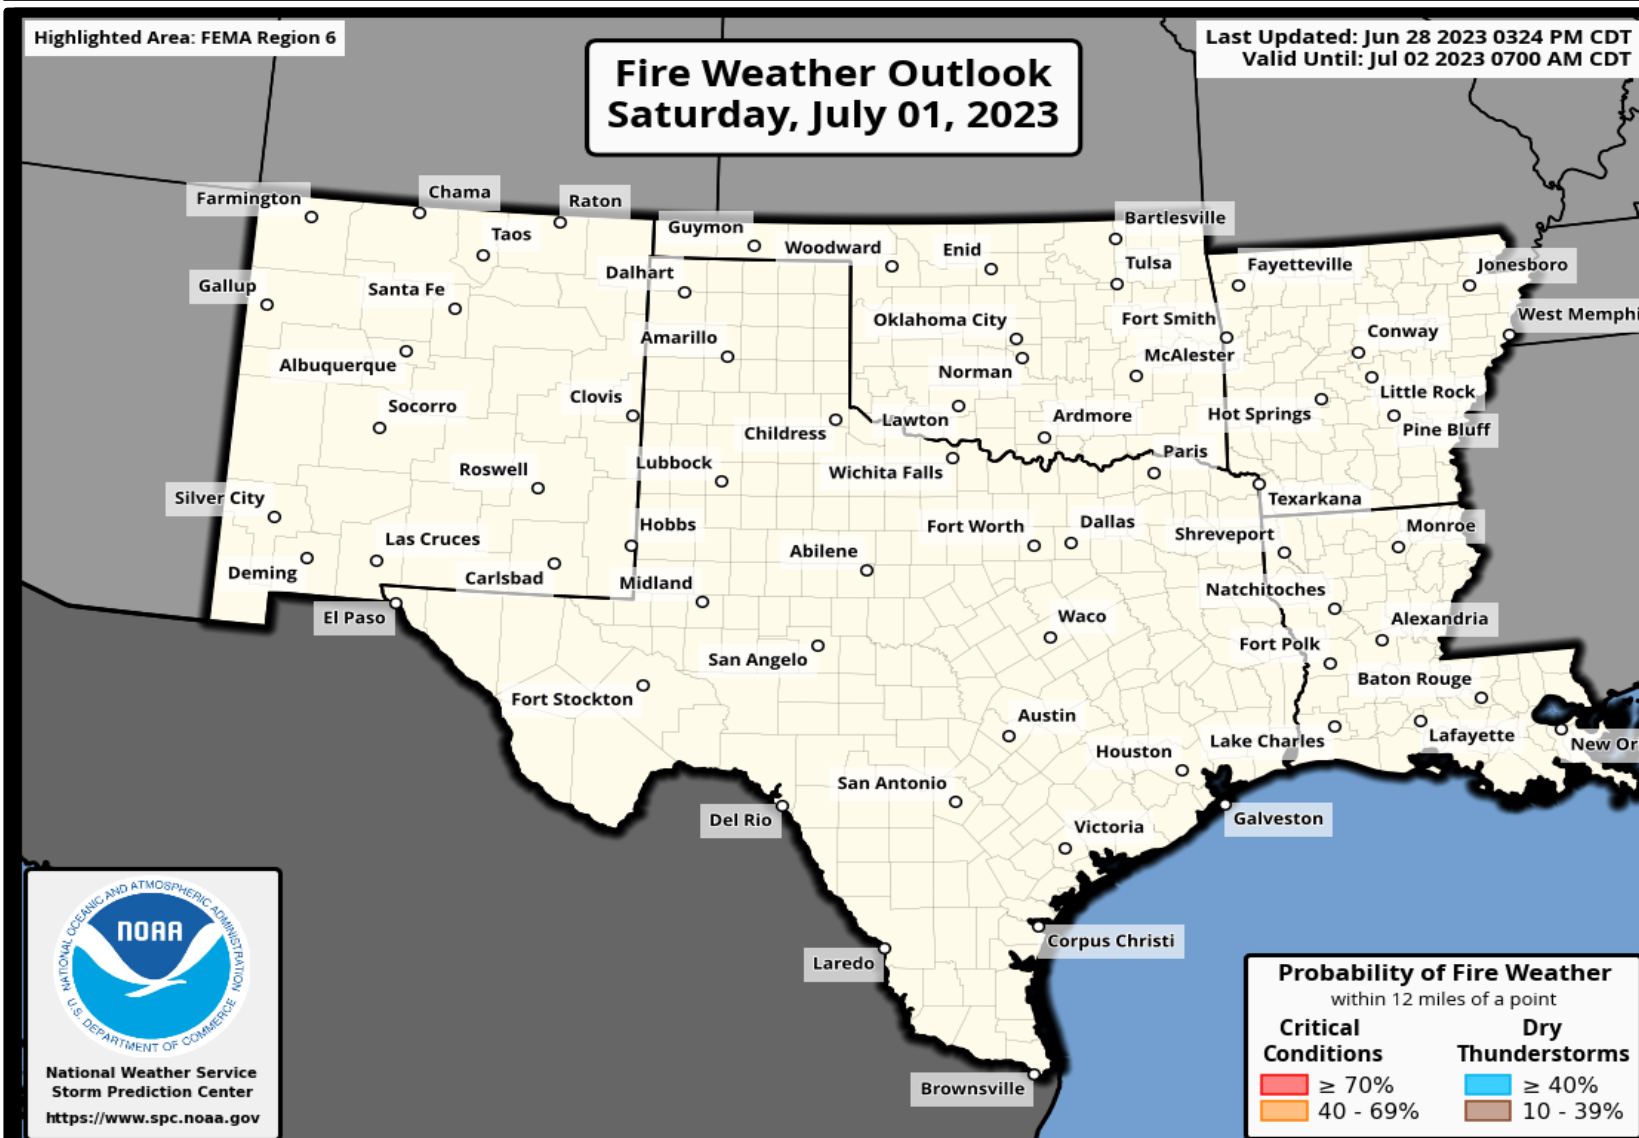 Highlighted Area: FEMA Region 6
Fire Weather Outlook
Saturday, July 01, 2023
Last Updated: Jun 28 2023 0324 PM CDT
Valid Until: Jul 02 2023 0700 AM CDT
Farmington
Chama
Raton
Taos
Guymon
Woodward
Enid
Bartlesville
Tulsa
Fayetteville
Jonesboro
Gallup
Santa Fe
Dalhart
Oklahoma City
Fort Smith
West Memphi
Conway
Albuquerque
Amarillo
Norman
McAlester
Little Rock
Socorro
Clovis
Childress
Lawton
Ardmore
Hot Springs
Pine Bluff
Roswell
Lubbock
Wichita Falls
Paris
Texarkana
Silver City
Las Cruces
Hobbs
Fort Worth
Dallas
Shreveport
Monroe
Deming
Carlsbad
Midland
Abilene
Natchitoches
El Paso
Waco
Alexandria
San Angelo
Fort Polk
Fort Stockton
Baton Rouge
Austin
Houston
Lake Charles
Lafayette
New Or
San Antonio
Del Rio
Victoria
Galveston
Corpus Christi
Laredo
Brownsville
NATIONAL OCEANIC AND ATMOSPHERIC ADMINISTRATION
NOAA
U.S. DEPARTMENT OF COMMERCE
National Weather Service
Storm Prediction Center
https://www.spc.noaa.gov
Probability of Fire Weather
within 12 miles of a point
Critical Conditions
≥ 70%
40 - 69%
Dry Thunderstorms
≥ 40%
10 - 39%